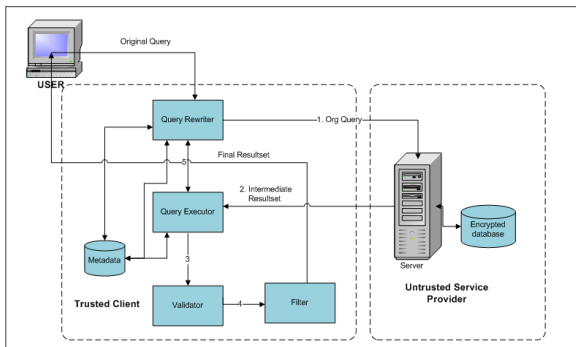 Original Query
USER
Query Rewriter
1. Org Query
Final Resultset
5
2. Intermediate
Resultset
Query Executor
Encrypted
database
Metadata
3
Server
Trusted Client
Validator
4
Filter
Untrusted Service
Provider